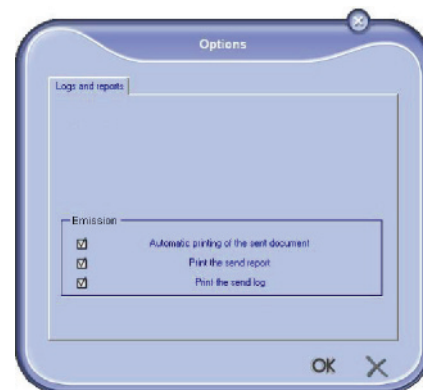 Options
Logs and reports
Emission
Automatic printing of the sent document
Print the send report
Print the send log
OK